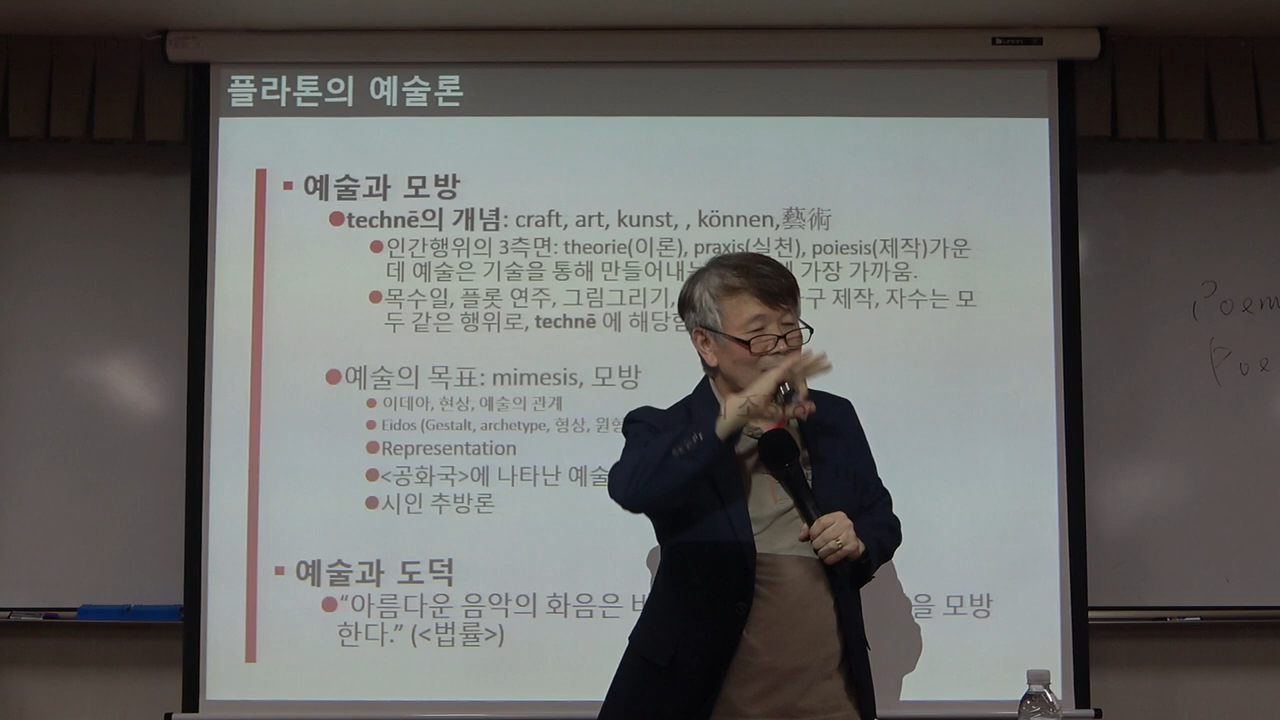 플라톤의 예술론
▪ 예술과 모방
●technē의 개념: craft, art, kunst, , können,藝術
●인간행위의 3측면: theorie(이론), praxis(실천), poiesis(제작)가운
데 예술은 기술을 통해 만들어내는 가장 가까움.
●목수일, 플롯 연주, 그림그리기, 제작, 자수는 모
두 같은 행위로, technē 에 해당함
●예술의 목표: mimesis, 모방
● 이데아, 현상, 예술의 관계
● Eidos (Gestalt, archetype, 형상, 원형
●Representation
●<공화국>에 나타난 예술
●시인 추방론
▪ 예술과 도덕
●“아름다운 음악의 화음은 모방
한다.” (<법률>)
Poem
Poe